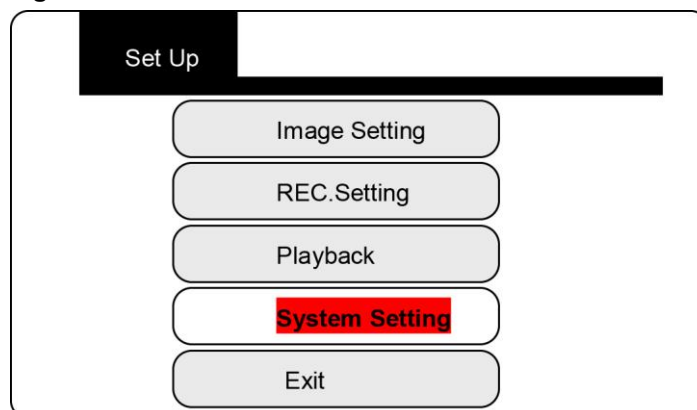 Set Up
Image Setting
REC.Setting
Playback
System Setting
Exit